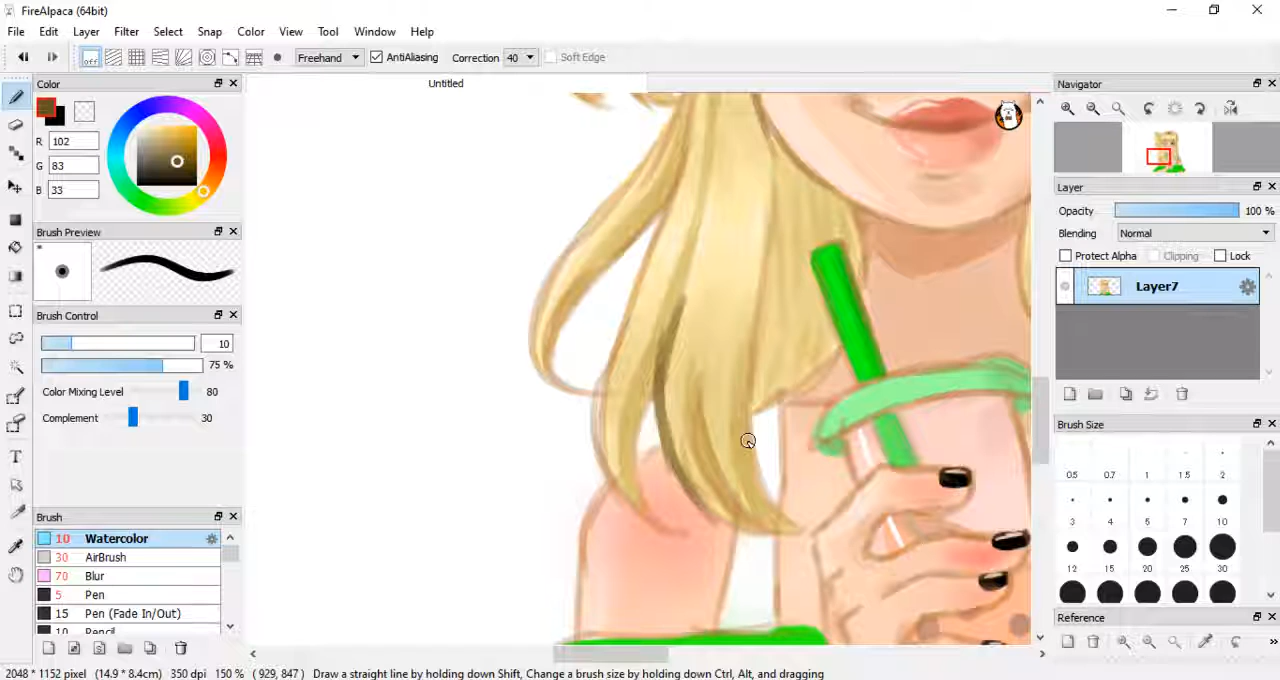 FireAlpaca (64bit)
File Edit Layer Filter Select Snap Color View Tool Window Help
off Freehand AntiAliasing Correction 40 Soft Edge
Color
Untitled
Navigator
R 102
G 83
B 33
Layer
Opacity 100 %
Blending Normal
Protect Alpha Clipping Lock
Layer7
Brush Preview
Brush Control
10
75 %
Color Mixing Level 80
Complement 30
Brush Size
0.5 0.7 1 1.5 2
3 4 5 7 10
12 15 20 25 30
Brush
10 Watercolor
30 AirBrush
70 Blur
5 Pen
15 Pen (Fade In/Out)
10 Pencil
Reference
2048 * 1152 pixel (14.9 * 8.4cm) 350 dpi 150 % ( 929, 847 ) Draw a straight line by holding down Shift, Change a brush size by holding down Ctrl, Alt, and dragging